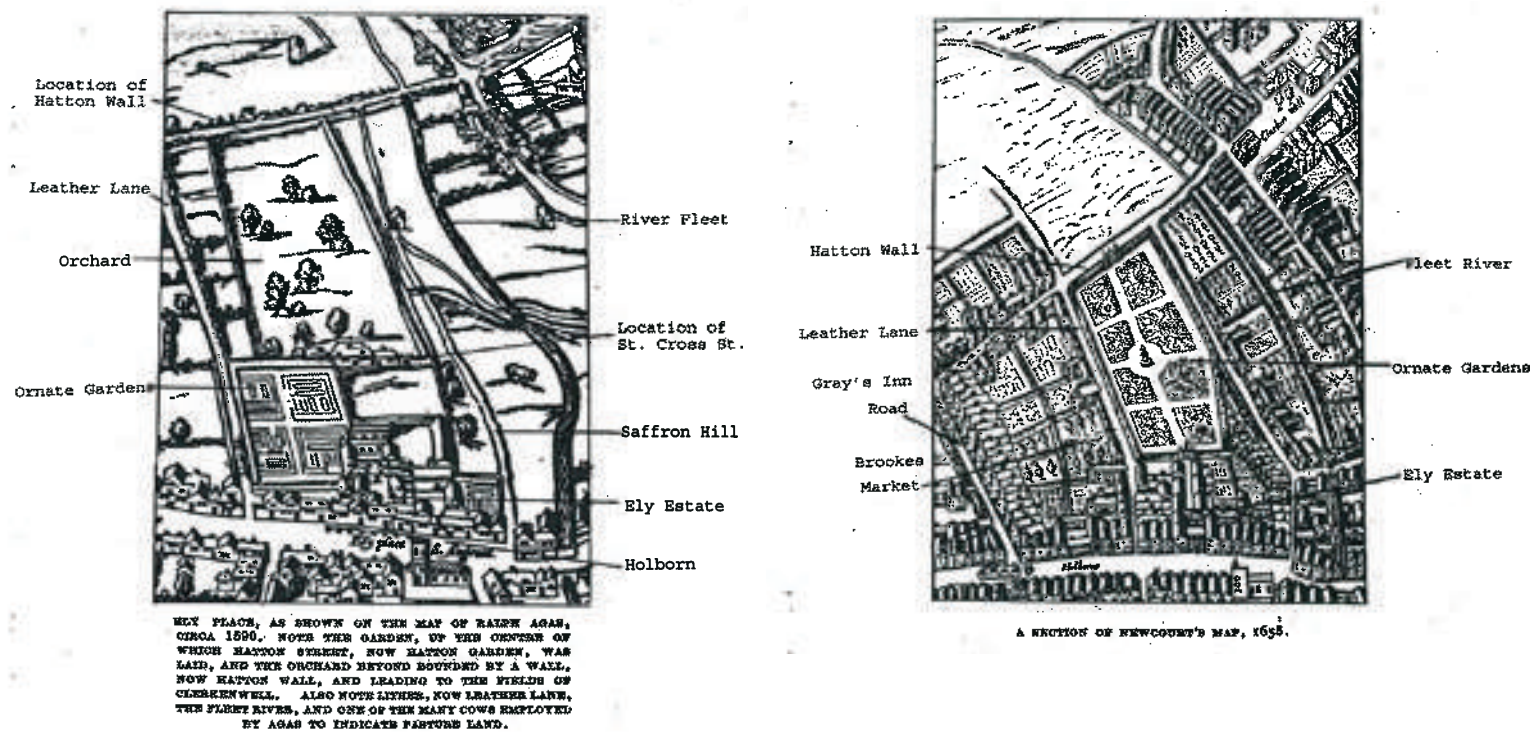 Location of
Hatton Wall
Leather Lane
Orchard
Ornate Garden
River Fleet
Location of
St. Cross St.
Saffron Hill
Ely Estate
Holborn
place
ELY PLACE, AS SHOWN ON THE MAP OF RALPH AGAS,
CIRCA 1590. NOTE THE GARDEN, UP THE CENTRE OF
WHICH HATTON STREET, NOW HATTON GARDEN, WAS
LAID, AND THE ORCHARD BEYOND BOUNDED BY A WALL,
NOW HATTON WALL, AND LEADING TO THE FIELDS OF
CLERKENWELL. ALSO NOTE LITHER, NOW LEATHER LANE,
THE FLEET RIVER, AND ONE OF THE MANY COWS EMPLOYED
BY AGAS TO INDICATE PASTURE LAND.
Hatton Wall
Leather Lane
Gray's Inn
Road
Brookes
Market
Fleet River
Ornate Gardens
Ely Estate
A SECTION OF NEWCOURT'S MAP, 1658.